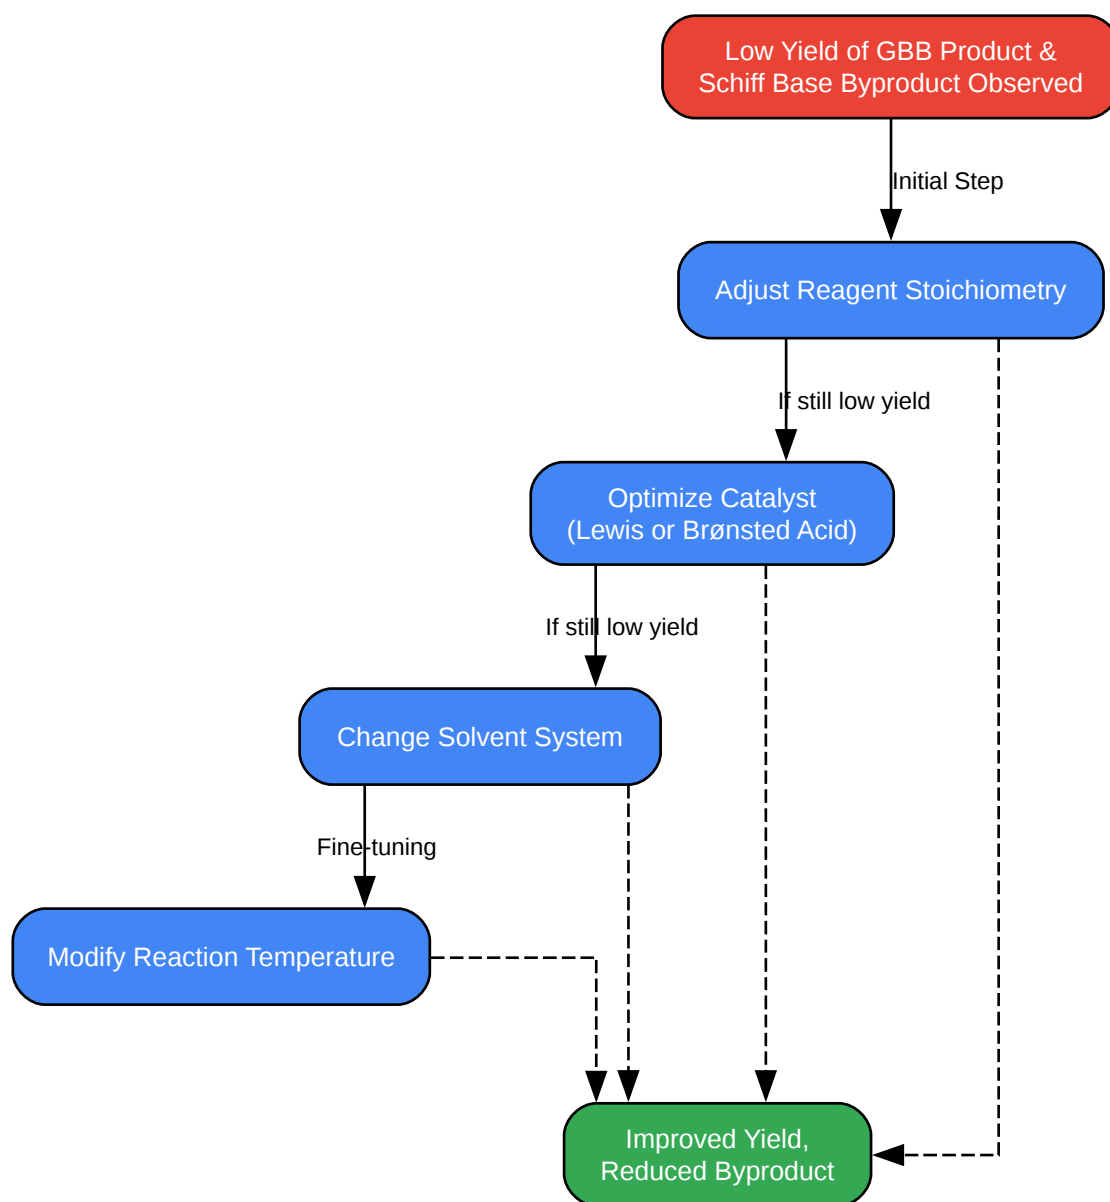 Low Yield of GBB Product &
Schiff Base Byproduct Observed
Initial Step
Adjust Reagent Stoichiometry
If still low yield
Optimize Catalyst
(Lewis or Brønsted Acid)
If still low yield
Change Solvent System
Fine-tuning
Modify Reaction Temperature
Improved Yield,
Reduced Byproduct